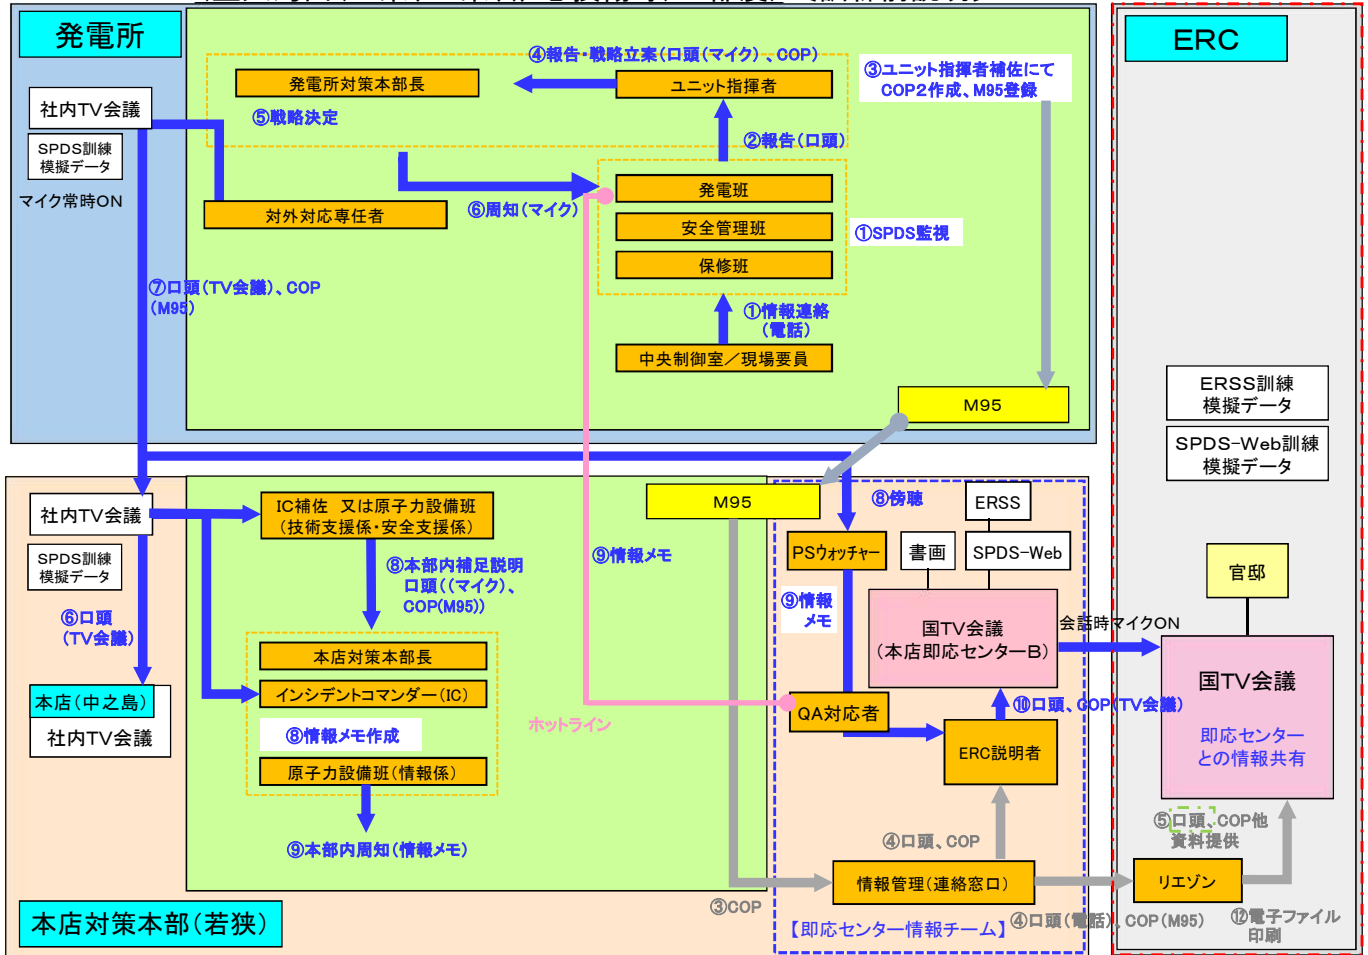 発電所
社内TV会議
SPDS訓練
模擬データ
マイク常時ON
④報告・戦略立案(口頭(マイク)、COP)
発電所対策本部長
ユニット指揮者
③ユニット指揮者補佐にて
COP2作成、M95登録
⑤戦略決定
②報告(口頭)
対外対応専任者
⑥周知(マイク)
発電班
安全管理班
保修班
①SPDS監視
①情報連絡
(電話)
中央制御室／現場要員
M95
⑦口頭(TV会議)、COP
(M95)
ERC
ERSS訓練
模擬データ
SPDS-Web訓練
模擬データ
官邸
国TV会議
即応センター
との情報共有
⑤口頭、COP他
資料提供
リエゾン
⑫電子ファイル
印刷
社内TV会議
SPDS訓練
模擬データ
⑥口頭
(TV会議)
本店(中之島)
社内TV会議
IC補佐 又は原子力設備班
(技術支援係・安全支援係)
⑧本部内補足説明
口頭((マイク)、
COP(M95))
本店対策本部長
インシデントコマンダー(IC)
⑧情報メモ作成
原子力設備班(情報係)
⑨本部内周知(情報メモ)
本店対策本部(若狭)
M95
⑨情報メモ
ホットライン
③COP
⑧傍聴
PSウォッチャー
書画
ERSS
SPDS-Web
⑨情報
メモ
国TV会議
(本店即応センターB)
会話時マイクON
QA対応者
⑩口頭、COP(TV会議)
ERC説明者
④口頭、COP
情報管理(連絡窓口)
④口頭(電話)、COP(M95)
【即応センター情報チーム】